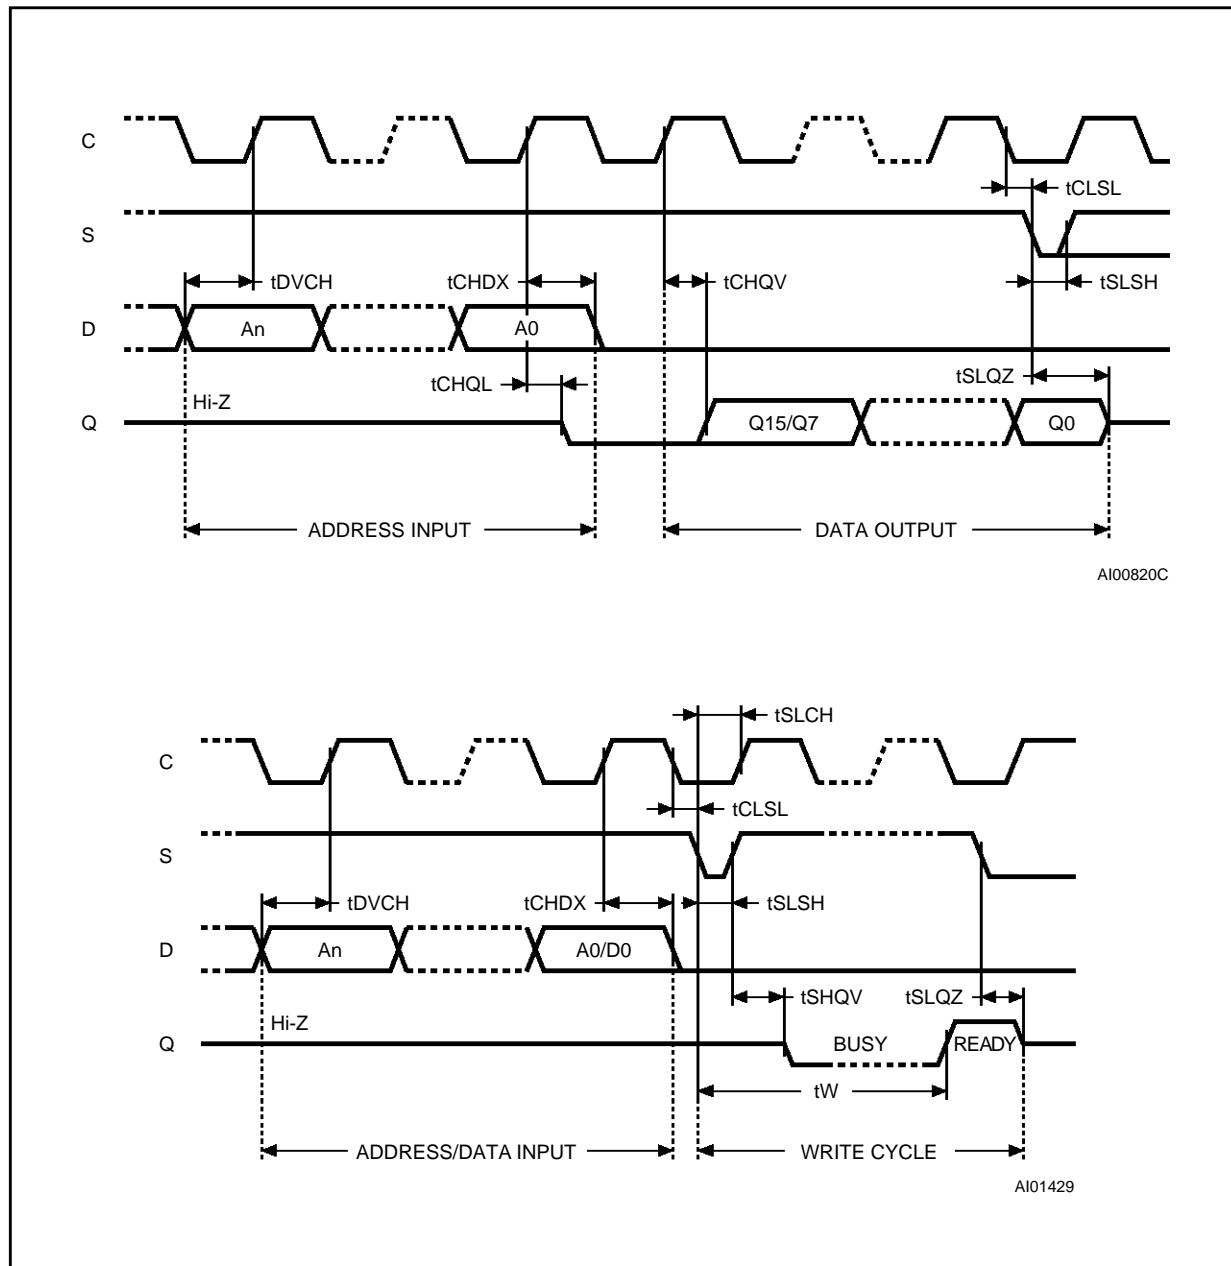 C
tCLSL
S
tDVCH
tCHDX
tCHQV
tSLSH
D
An
A0
tCHQL
tSLQZ
Hi-Z
Q
Q15/Q7
Q0
ADDRESS INPUT
DATA OUTPUT
AI00820C
tSLCH
C
tCLSL
S
tDVCH
tCHDX
tSLSH
D
An
A0/D0
tSHQV
tSLQZ
Hi-Z
Q
BUSY
READY
tW
ADDRESS/DATA INPUT
WRITE CYCLE
AI01429